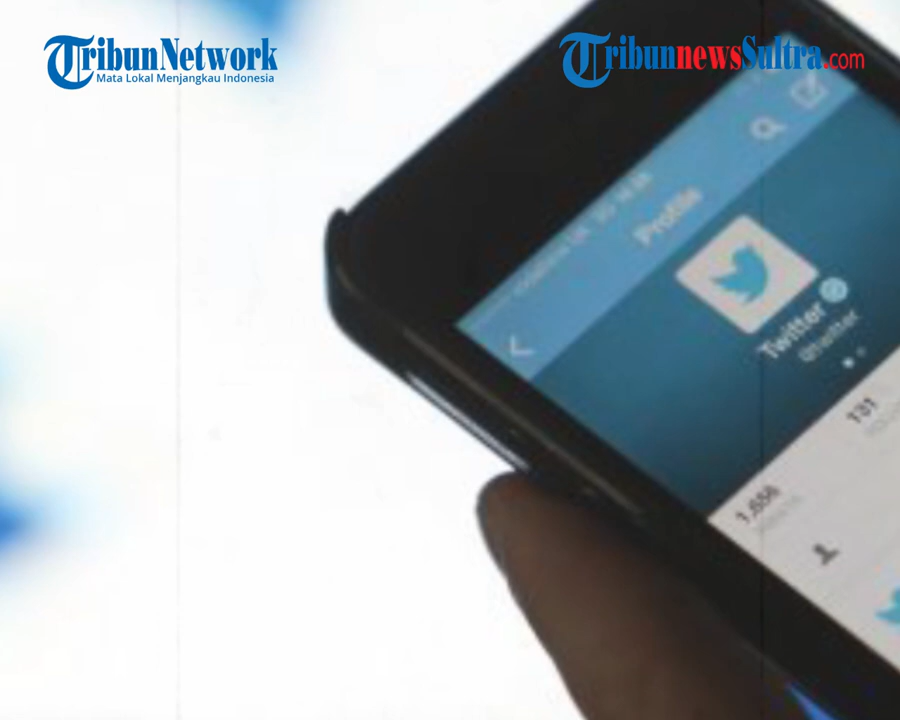 TribunNetwork
Mata Lokal Menjangkau Indonesia
TribunnewsSultra.com
Profile
Twitter
@twitter
131
1,656